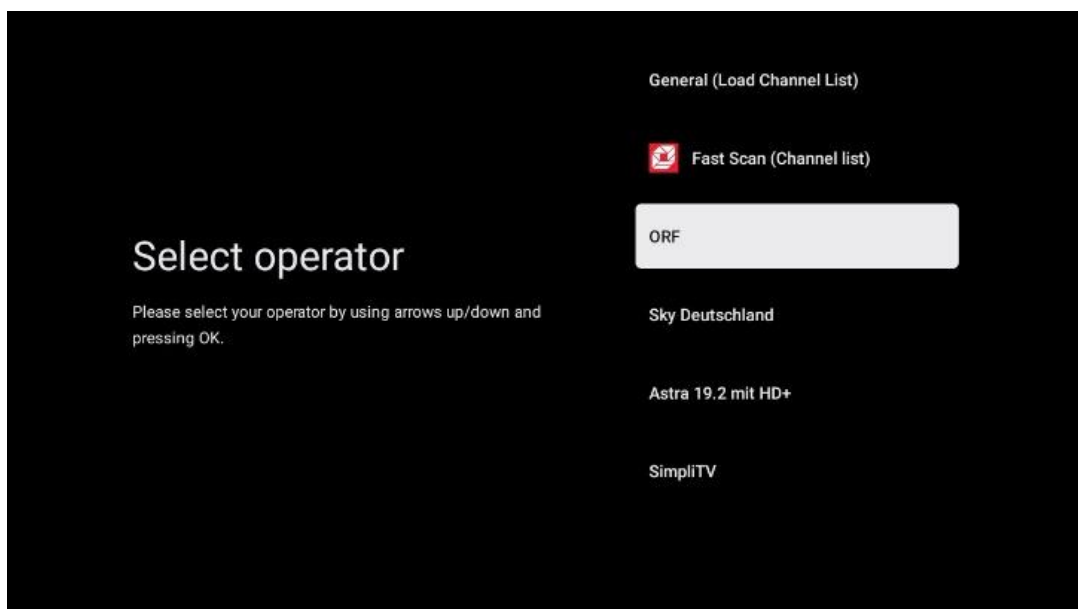 Select operator
Please select your operator by using arrows up/down and
pressing OK.
General (Load Channel List)
Fast Scan (Channel list)
ORF
Sky Deutschland
Astra 19.2 mit HD+
SimpliTV